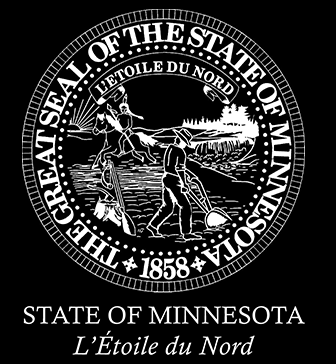 THE GREAT SEAL OF THE STATE OF MINNESOTA
L'ETOILE DU NORD
1858
STATE OF MINNESOTA
L'Étoile du Nord